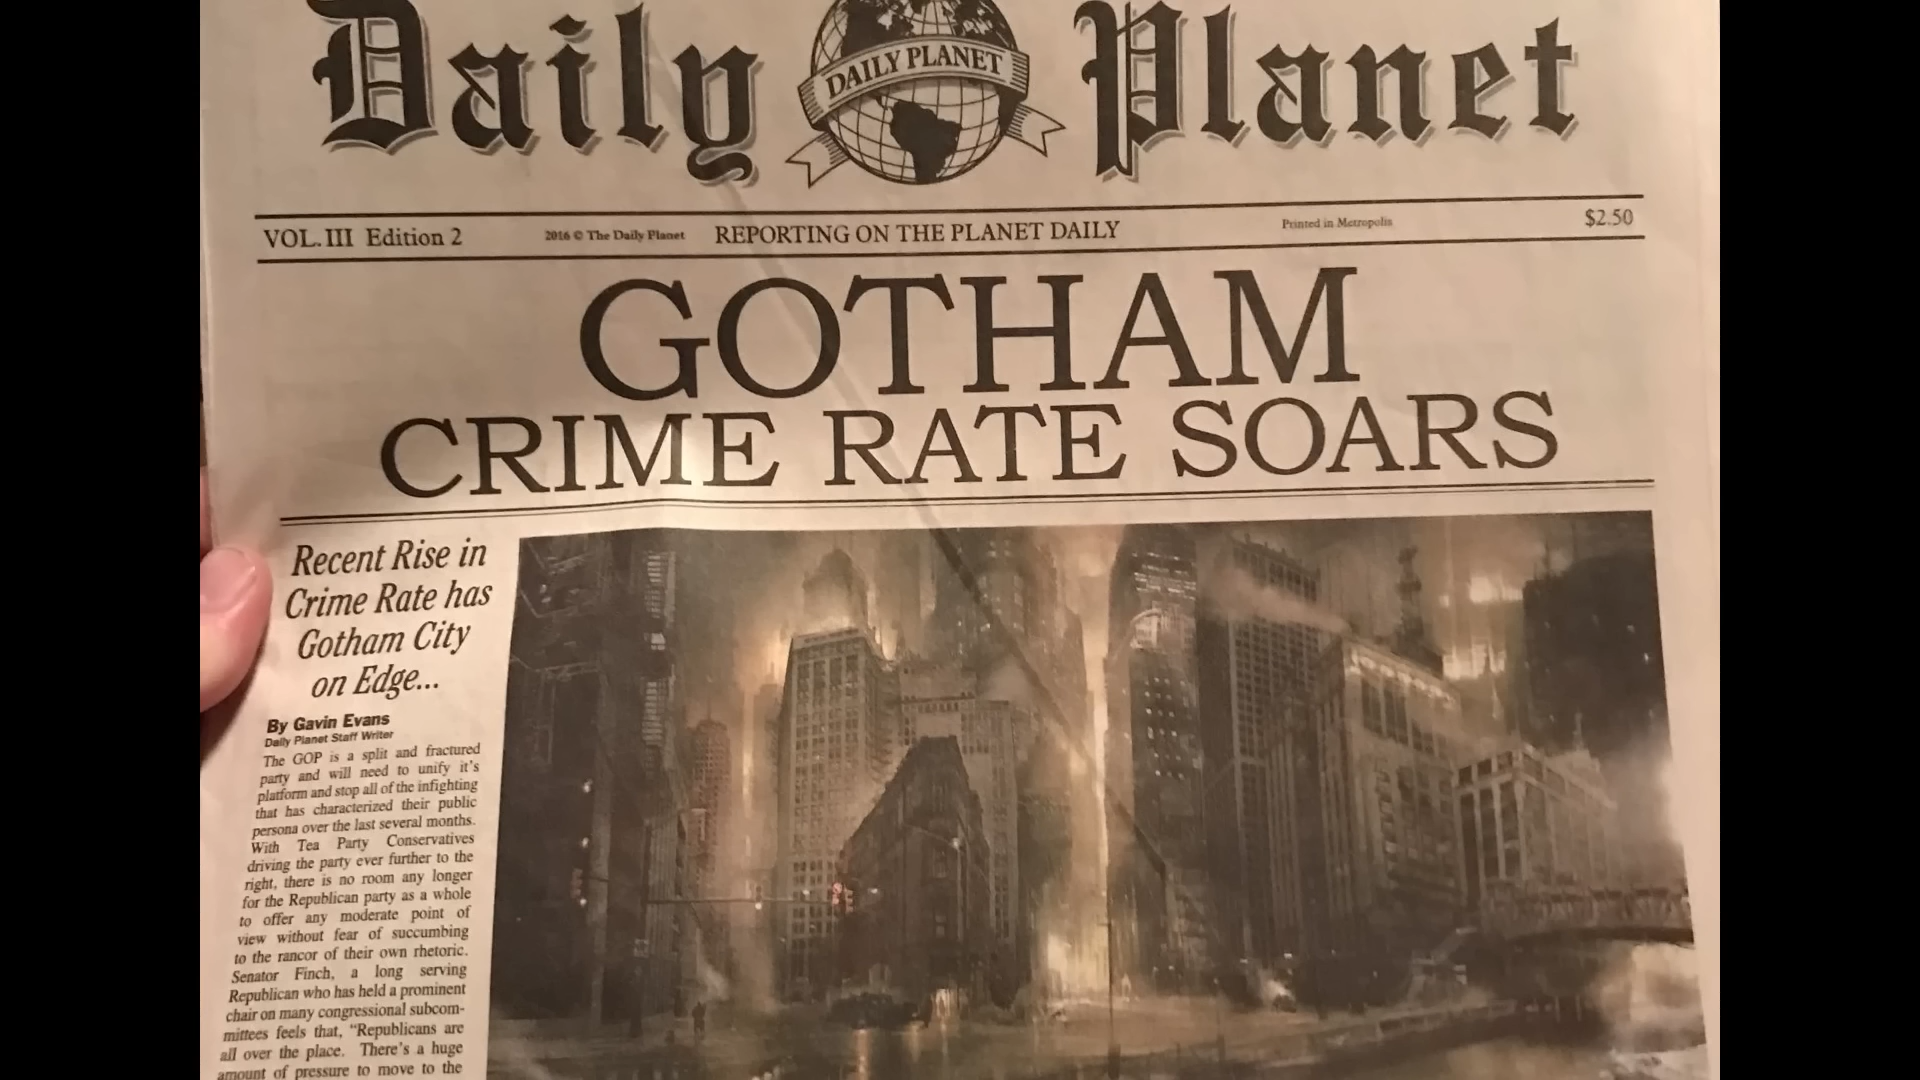 Daily Planet
DAILY PLANET
VOL. III Edition 2
2016 © The Daily Planet
REPORTING ON THE PLANET DAILY
Printed in Metropolis
$2.50
GOTHAM
CRIME RATE SOARS
Recent Rise in
Crime Rate has
Gotham City
on Edge...
By Gavin Evans
Daily Planet Staff Writer
The GOP is a split and fractured
party and will need to unify it's
platform and stop all of the infighting
that has characterized their public
persona over the last several months.
With Tea Party Conservatives
driving the party ever further to the
right, there is no room any longer
for the Republican party as a whole
to offer any moderate point of
view without fear of succumbing
to the rancor of their own rhetoric.
Senator Finch, a long serving
Republican who has held a prominent
chair on many congressional subcom-
mittees feels that, “Republicans are
all over the place. There's a huge
amount of pressure to move to the